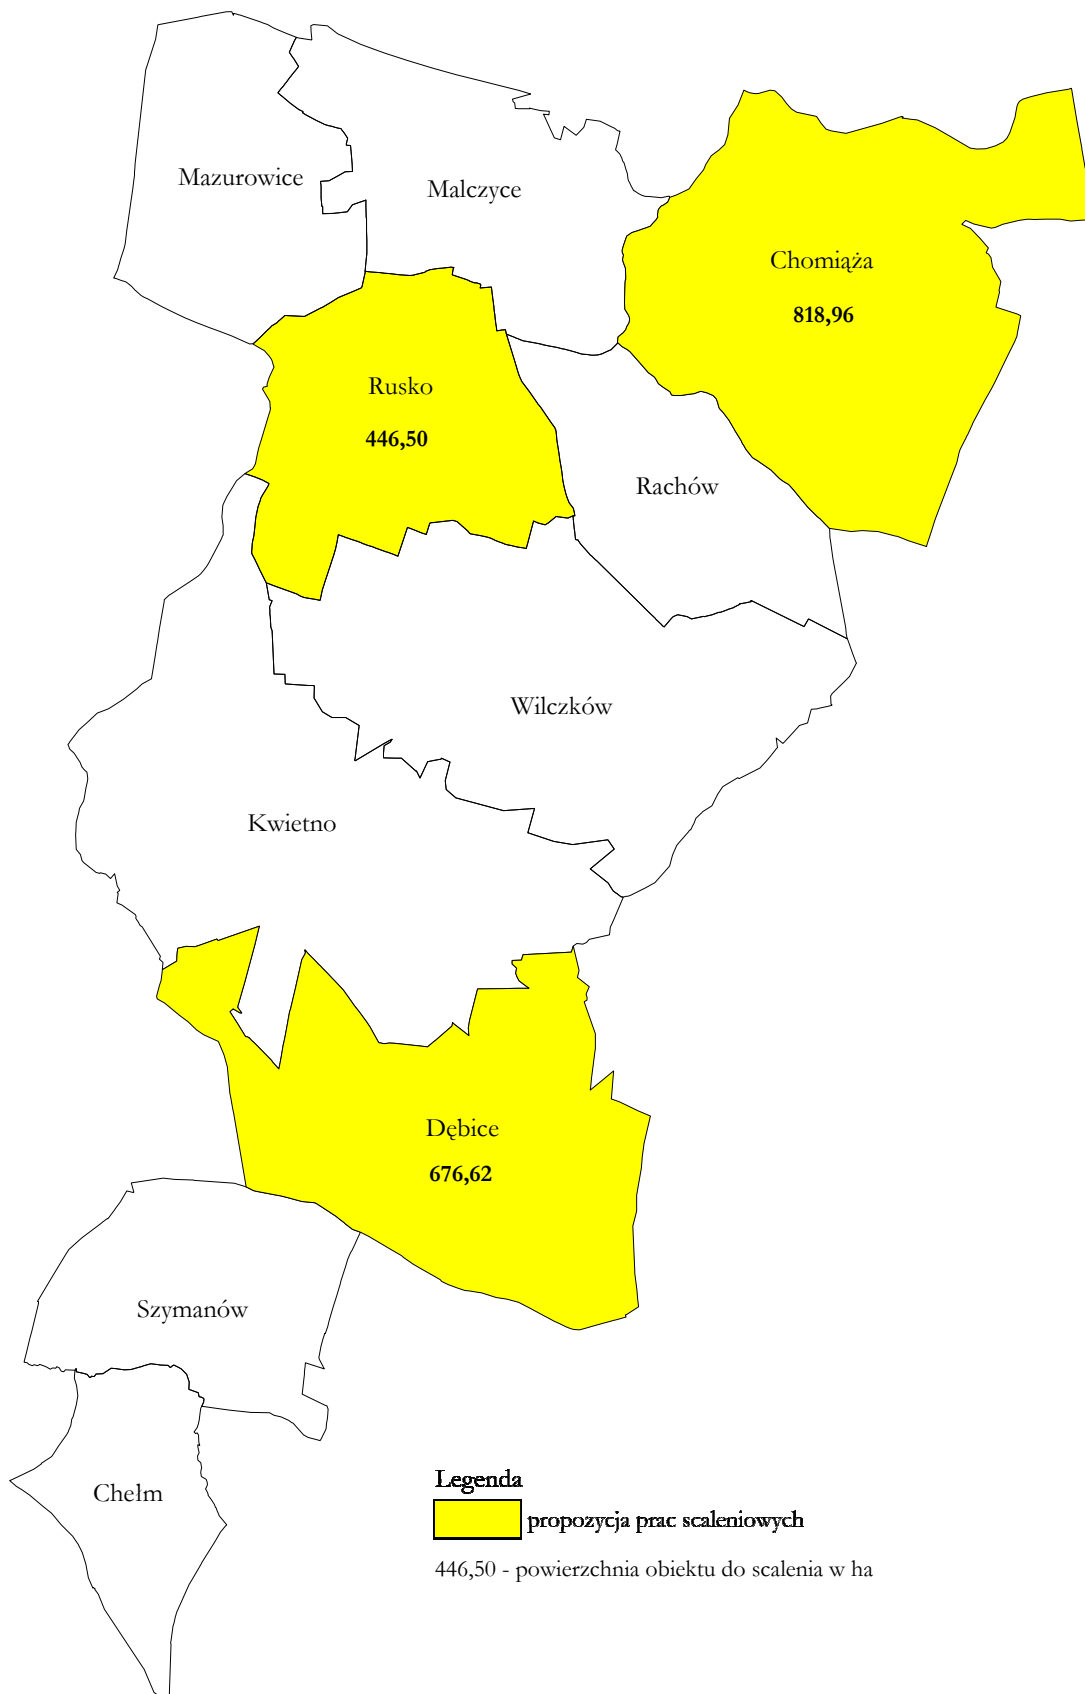 Mazurowice
Malczyce
Chomiąża
818,96
Rusko
446,50
Rachów
Wilczków
Kwietno
Dębice
676,62
Szymanów
Chełm
Legenda
propozycja prac scaleniowych
446,50 - powierzchnia obiektu do scalenia w ha